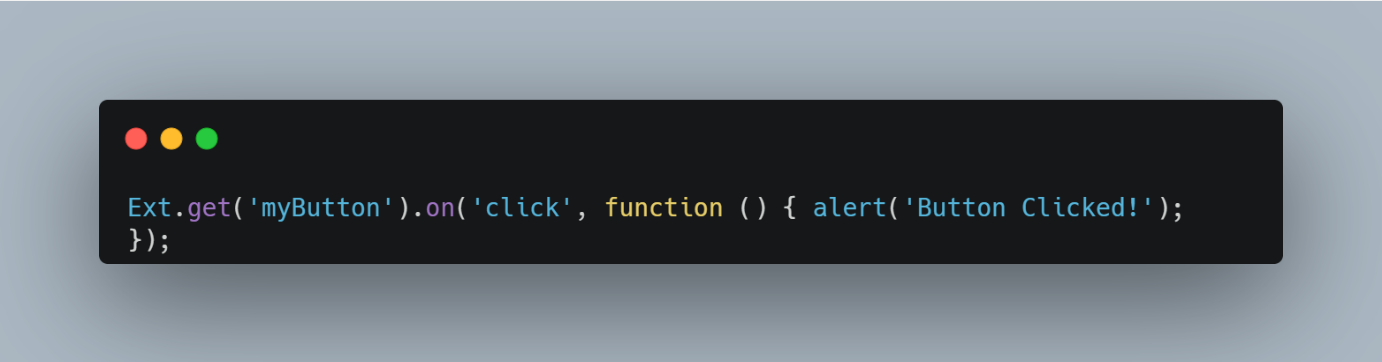 Ext.get('myButton').on('click', function () { alert('Button Clicked!');
});